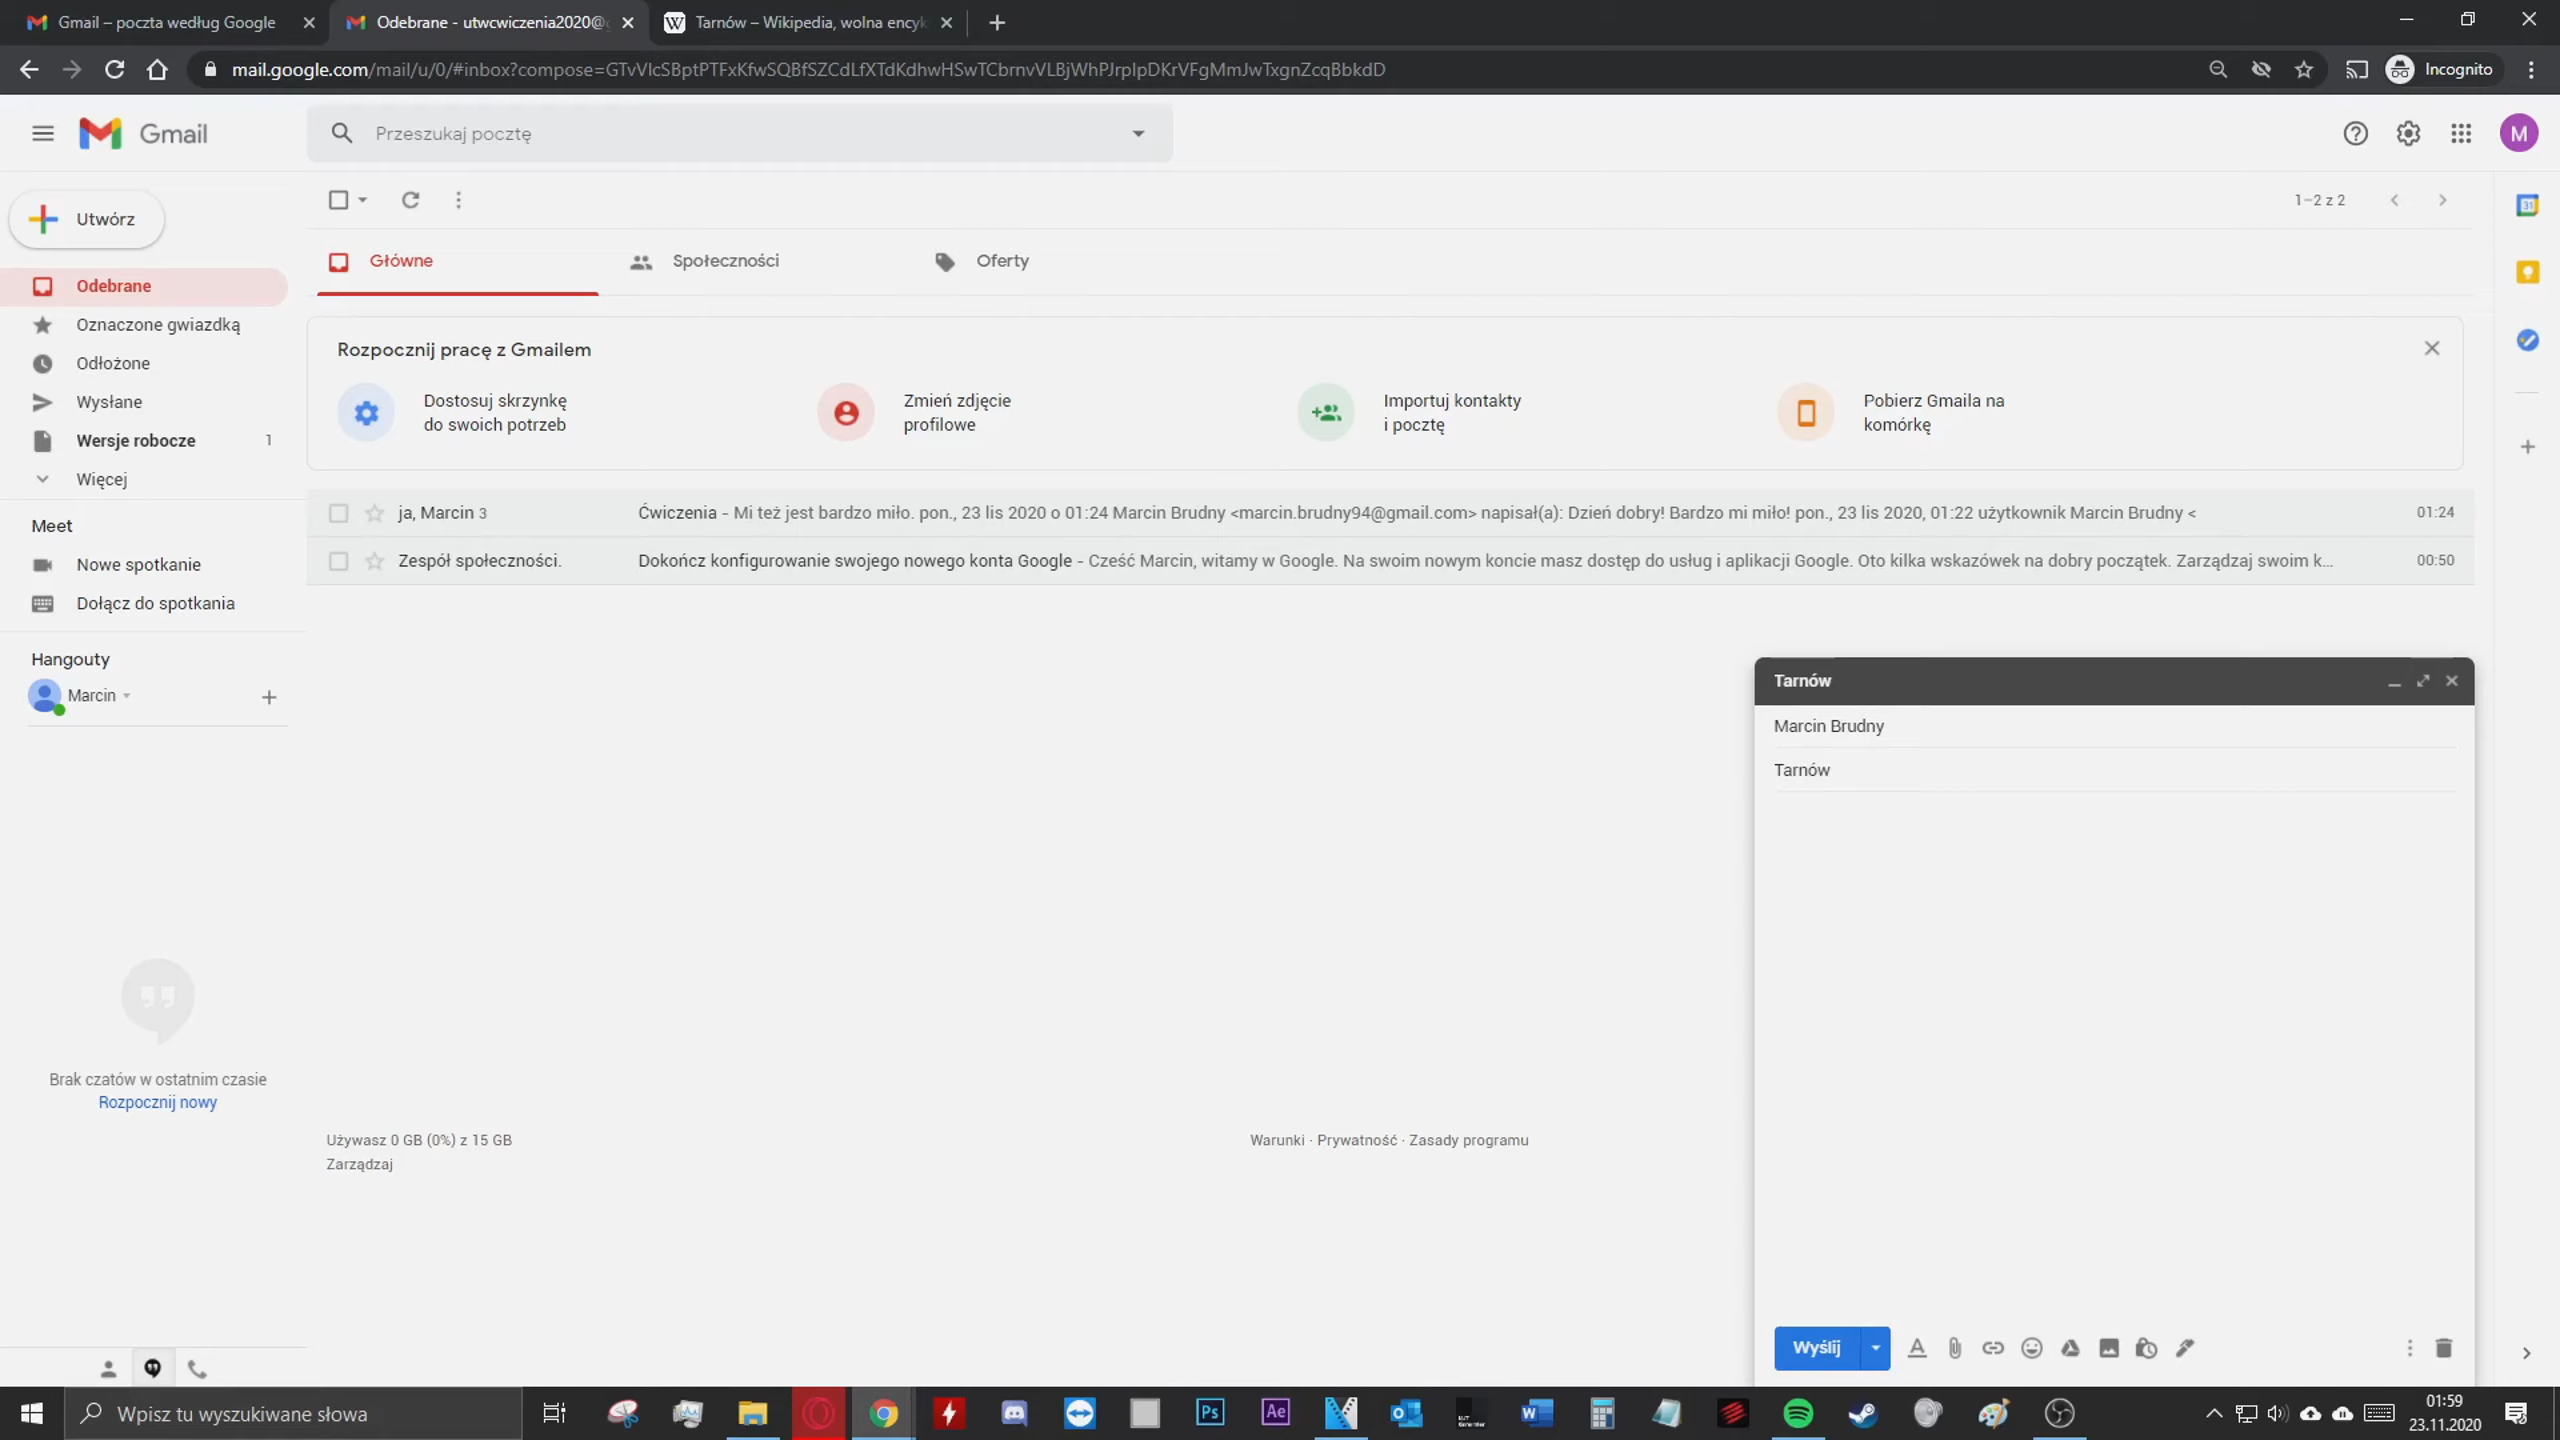 Gmail – poczta według Google
Odebrane - utwcwiczenia2020@g
Tarnów – Wikipedia, wolna encyk
mail.google.com/mail/u/0/#inbox?compose=GTvVlcSBptPTFxKfwSQBfSZCdLfXTdKdhwHSwTCbrnvVLBjWhPJrpIpDKrVFgMmJwTxgnZcqBbkdD
Incognito
Gmail
Przeszukaj pocztę
M
Utwórz
1–2 z 2
31
Główne
Społeczności
Oferty
Odebrane
Oznaczone gwiazdką
Odłożone
Wysłane
Wersje robocze 1
Więcej
Rozpocznij pracę z Gmailem
Dostosuj skrzynkę
do swoich potrzeb
Zmień zdjęcie
profilowe
Importuj kontakty
i pocztę
Pobierz Gmaila na
komórkę
ja, Marcin 3 Ćwiczenia - Mi też jest bardzo miło. pon., 23 lis 2020 o 01:24 Marcin Brudny <marcin.brudny94@gmail.com> napisał(a): Dzień dobry! Bardzo mi miło! pon., 23 lis 2020, 01:22 użytkownik Marcin Brudny < 01:24
Zespół społeczności. Dokończ konfigurowanie swojego nowego konta Google - Cześć Marcin, witamy w Google. Na swoim nowym koncie masz dostęp do usług i aplikacji Google. Oto kilka wskazówek na dobry początek. Zarządzaj swoim k... 00:50
Meet
Nowe spotkanie
Dołącz do spotkania
Hangouty
Marcin
Brak czatów w ostatnim czasie
Rozpocznij nowy
Używasz 0 GB (0%) z 15 GB
Zarządzaj
Warunki · Prywatność · Zasady programu
Tarnów
Marcin Brudny
Tarnów
Wyślij
Wpisz tu wyszukiwane słowa
Ps
Ae
01:59
23.11.2020